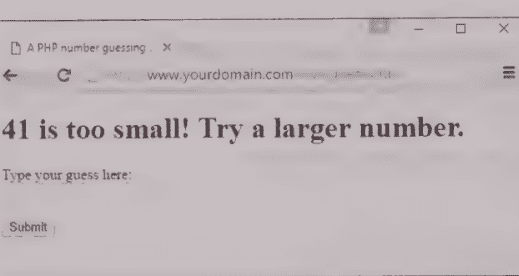 A PHP number guessing .
www.yourdomain.com
41 is too small! Try a larger number.
Type your guess here:
Submit